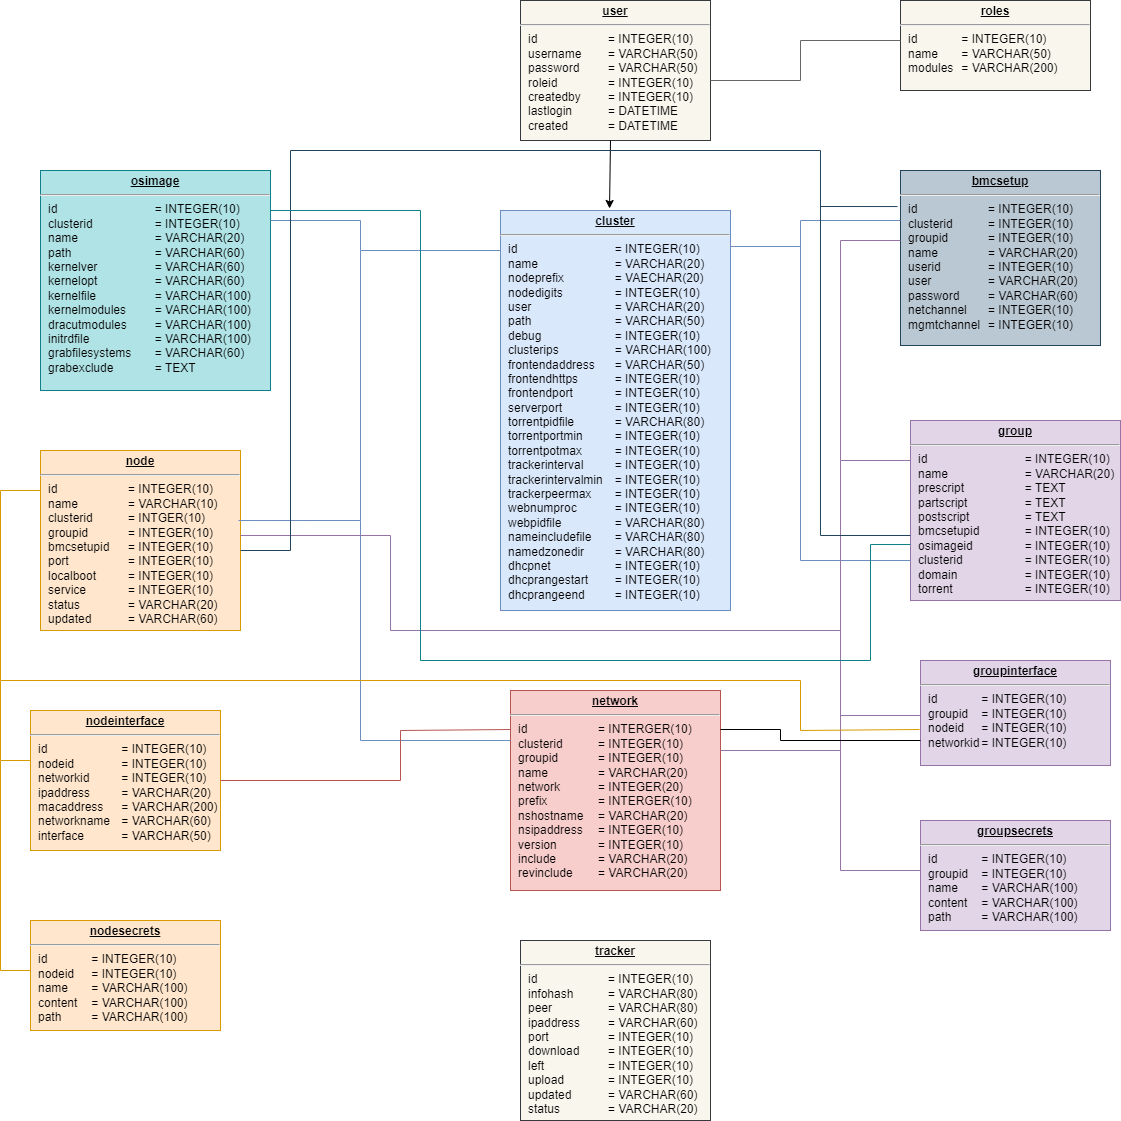 user
id = INTEGER(10)
username = VARCHAR(50)
password = VARCHAR(50)
roleid = INTEGER(10)
createdby = INTEGER(10)
lastlogin = DATETIME
created = DATETIME
roles
id = INTEGER(10)
name = VARCHAR(50)
modules = VARCHAR(200)
osimage
id = INTEGER(10)
clusterid = INTEGER(10)
name = VARCHAR(20)
path = VARCHAR(60)
kernelver = VARCHAR(60)
kernelopt = VARCHAR(60)
kernelfile = VARCHAR(100)
kernelmodules = VARCHAR(100)
dracutmodules = VARCHAR(100)
initrdfile = VARCHAR(100)
grabfilesystems = VARCHAR(60)
grabexclude = TEXT
cluster
id = INTEGER(10)
name = VARCHAR(20)
nodeprefix = VAECHAR(20)
nodedigits = INTEGER(10)
user = VARCHAR(20)
path = VARCHAR(50)
debug = INTEGER(10)
clusterips = VARCHAR(100)
frontendaddress = VARCHAR(50)
frontendhttps = INTEGER(10)
frontendport = INTEGER(10)
serverport = INTEGER(10)
torrentpidfile = VARCHAR(80)
torrentportmin = INTEGER(10)
torrentpotmax = INTEGER(10)
trackerinterval = INTEGER(10)
trackerintervalmin = INTEGER(10)
trackerpeermax = INTEGER(10)
webnumproc = INTEGER(10)
webpidfile = VARCHAR(80)
nameincludefile = VARCHAR(80)
namedzonedir = VARCHAR(80)
dhcpnet = INTEGER(10)
dhcprangestart = INTEGER(10)
dhcprangeend = INTEGER(10)
bmcsetup
id = INTEGER(10)
clusterid = INTEGER(10)
groupid = INTEGER(10)
name = VARCHAR(20)
userid = INTEGER(10)
user = VARCHAR(20)
password = VARCHAR(60)
netchannel = INTEGER(10)
mgmtchannel = INTEGER(10)
node
id = INTEGER(10)
name = VARCHAR(10)
clusterid = INTGER(10)
groupid = INTEGER(10)
bmcsetupid = INTEGER(10)
port = INTEGER(10)
localboot = INTEGER(10)
service = INTEGER(10)
status = VARCHAR(20)
updated = VARCHAR(60)
group
id = INTEGER(10)
name = VARCHAR(20)
prescript = TEXT
partscript = TEXT
postscript = TEXT
bmcsetupid = INTEGER(10)
osimageid = INTEGER(10)
clusterid = INTEGER(10)
domain = INTEGER(10)
torrent = INTEGER(10)
nodeinterface
id = INTEGER(10)
nodeid = INTEGER(10)
networkid = INTEGER(10)
ipaddress = VARCHAR(20)
macaddress = VARCHAR(200)
networkname = VARCHAR(60)
interface = VARCHAR(50)
network
id = INTERGER(10)
clusterid = INTEGER(10)
groupid = INTEGER(10)
name = VARCHAR(20)
network = INTEGER(20)
prefix = INTERGER(10)
nshostname = VARCHAR(20)
nsipaddress = INTEGER(10)
version = INTEGER(10)
include = VARCHAR(20)
revinclude = VARCHAR(20)
groupinterface
id = INTEGER(10)
groupid = INTEGER(10)
nodeid = INTEGER(10)
networkid = INTEGER(10)
groupsecrets
id = INTEGER(10)
groupid = INTEGER(10)
name = VARCHAR(100)
content = VARCHAR(100)
path = VARCHAR(100)
nodesecrets
id = INTEGER(10)
nodeid = INTEGER(10)
name = VARCHAR(100)
content = VARCHAR(100)
path = VARCHAR(100)
tracker
id = INTEGER(10)
infohash = VARCHAR(80)
peer = VARCHAR(80)
ipaddress = VARCHAR(60)
port = INTEGER(10)
download = INTEGER(10)
left = INTEGER(10)
upload = INTEGER(10)
updated = VARCHAR(60)
status = VARCHAR(20)